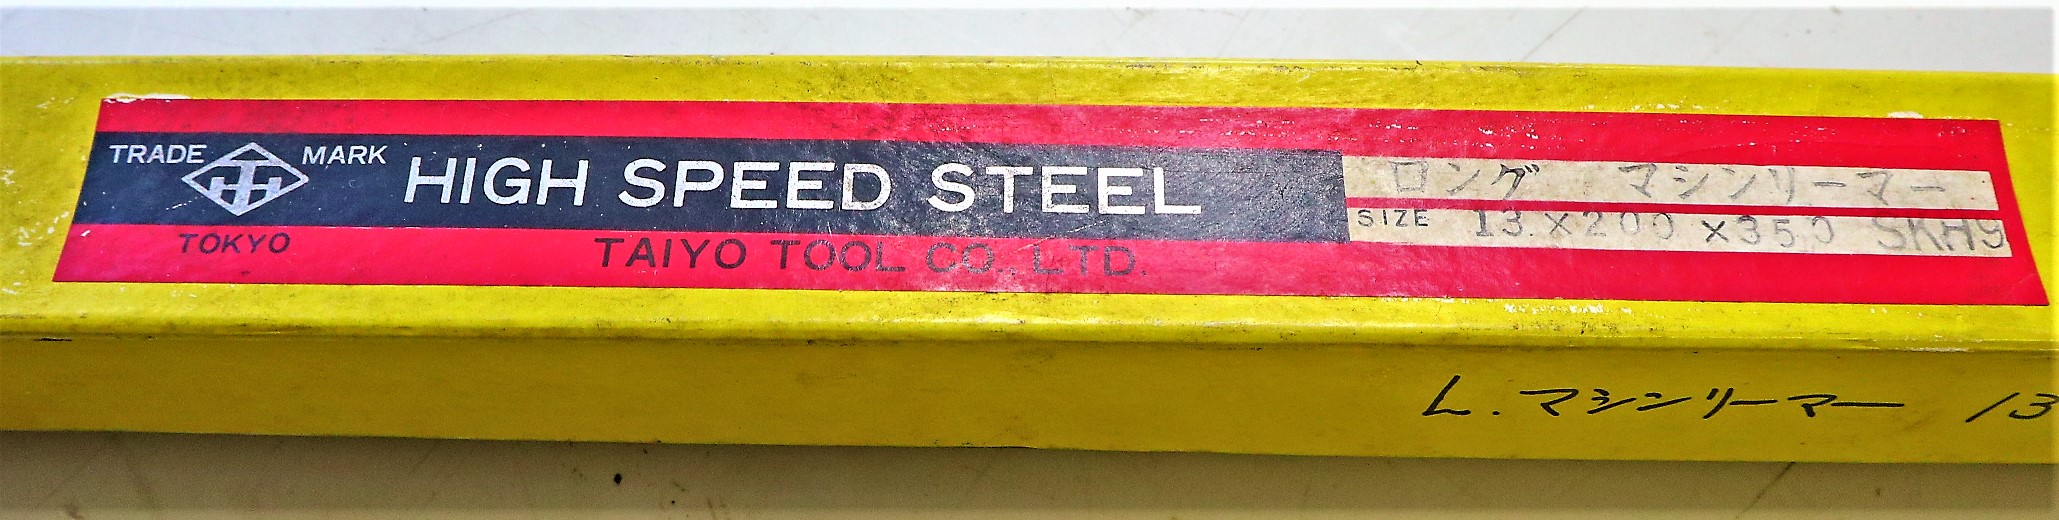 TRADE MARK HIGH SPEED STEEL
TOKYO TAIYO TOOL CO., LTD.
ロング マシンリーマー
SIZE 13.×200×350 SKH9
L.マシンリーマー 13